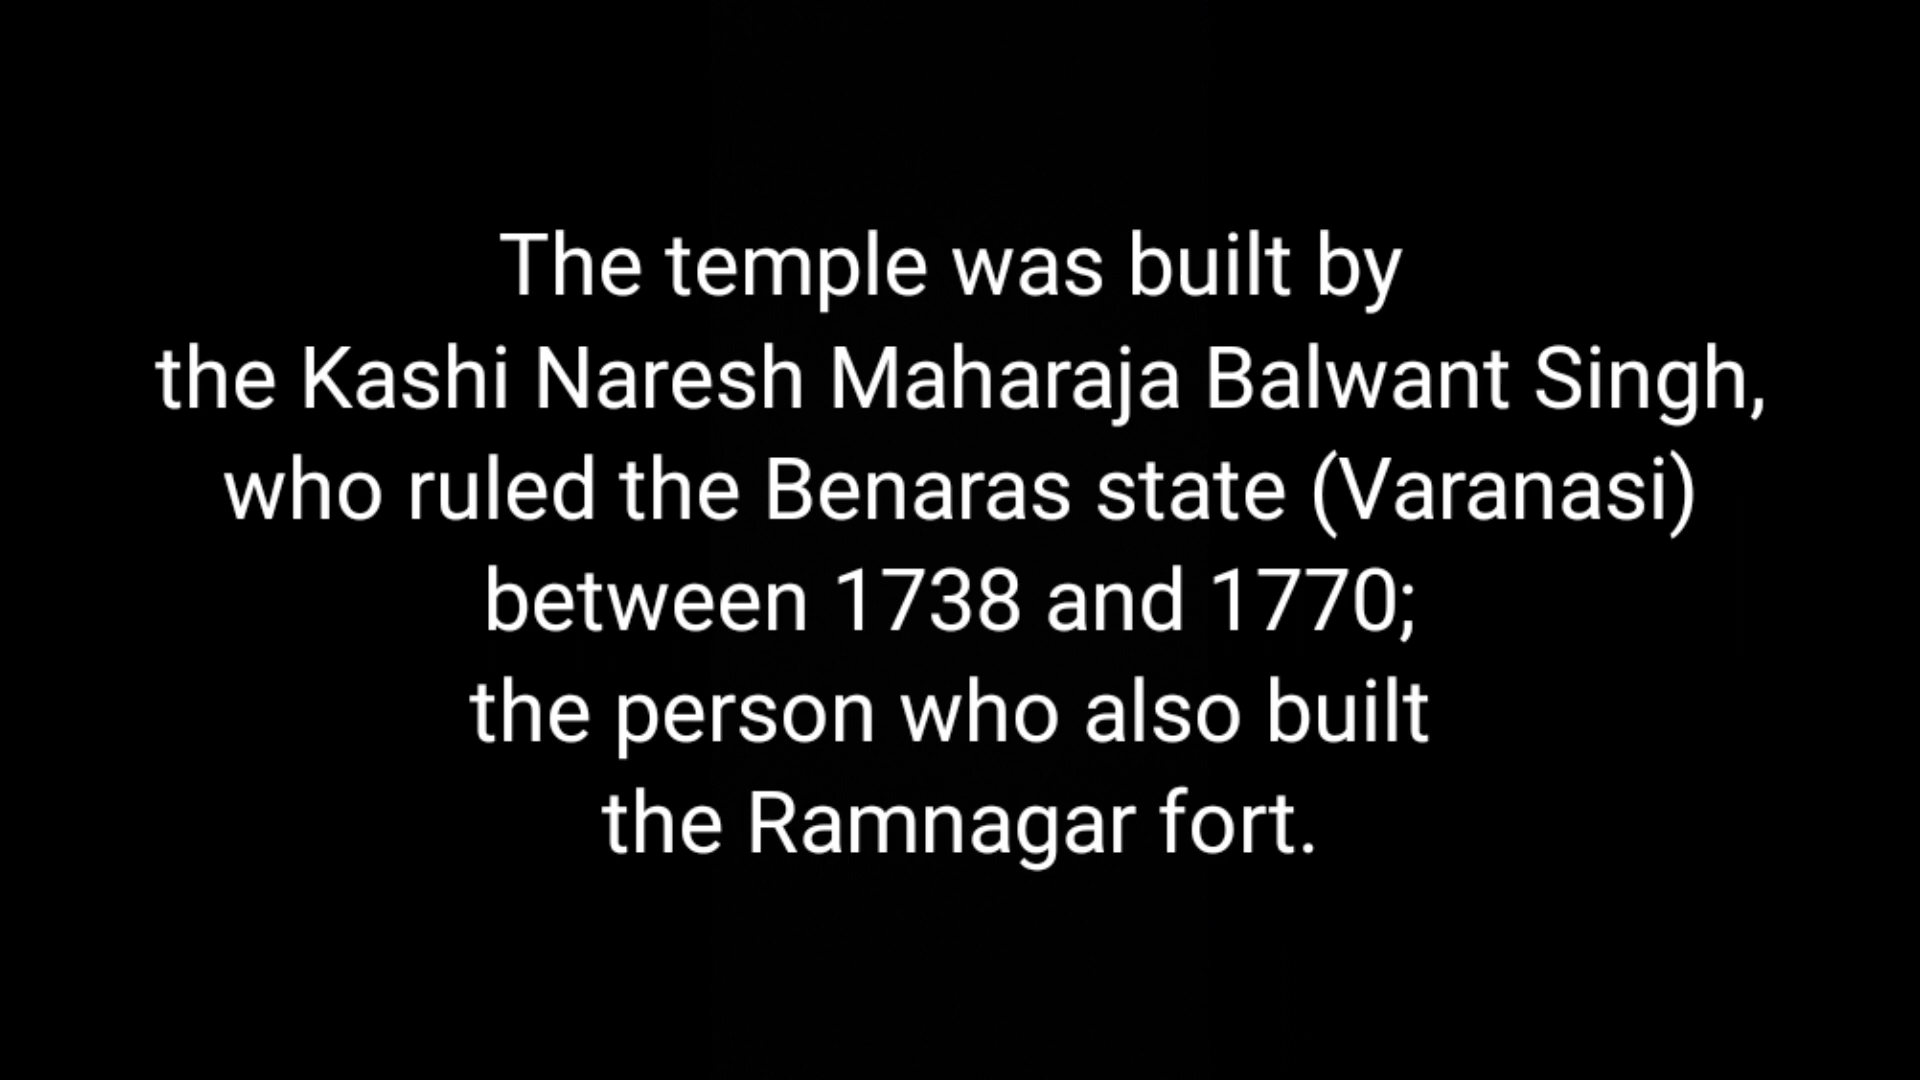 The temple was built by
the Kashi Naresh Maharaja Balwant Singh,
who ruled the Benaras state (Varanasi)
between 1738 and 1770;
the person who also built
the Ramnagar fort.